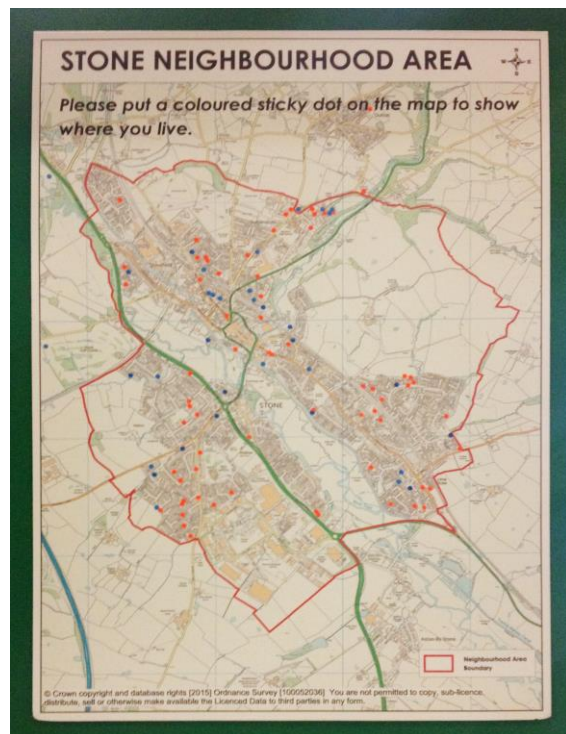 STONE NEIGHBOURHOOD AREA
Please put a coloured sticky dot on the map to show
where you live.
STONE
Neighbourhood Area
Boundary
© Crown copyright and database rights [2015] Ordnance Survey [100052036] You are not permitted to copy, sub-licence,
distribute, sell or otherwise make available the Licenced Data to third parties in any form.